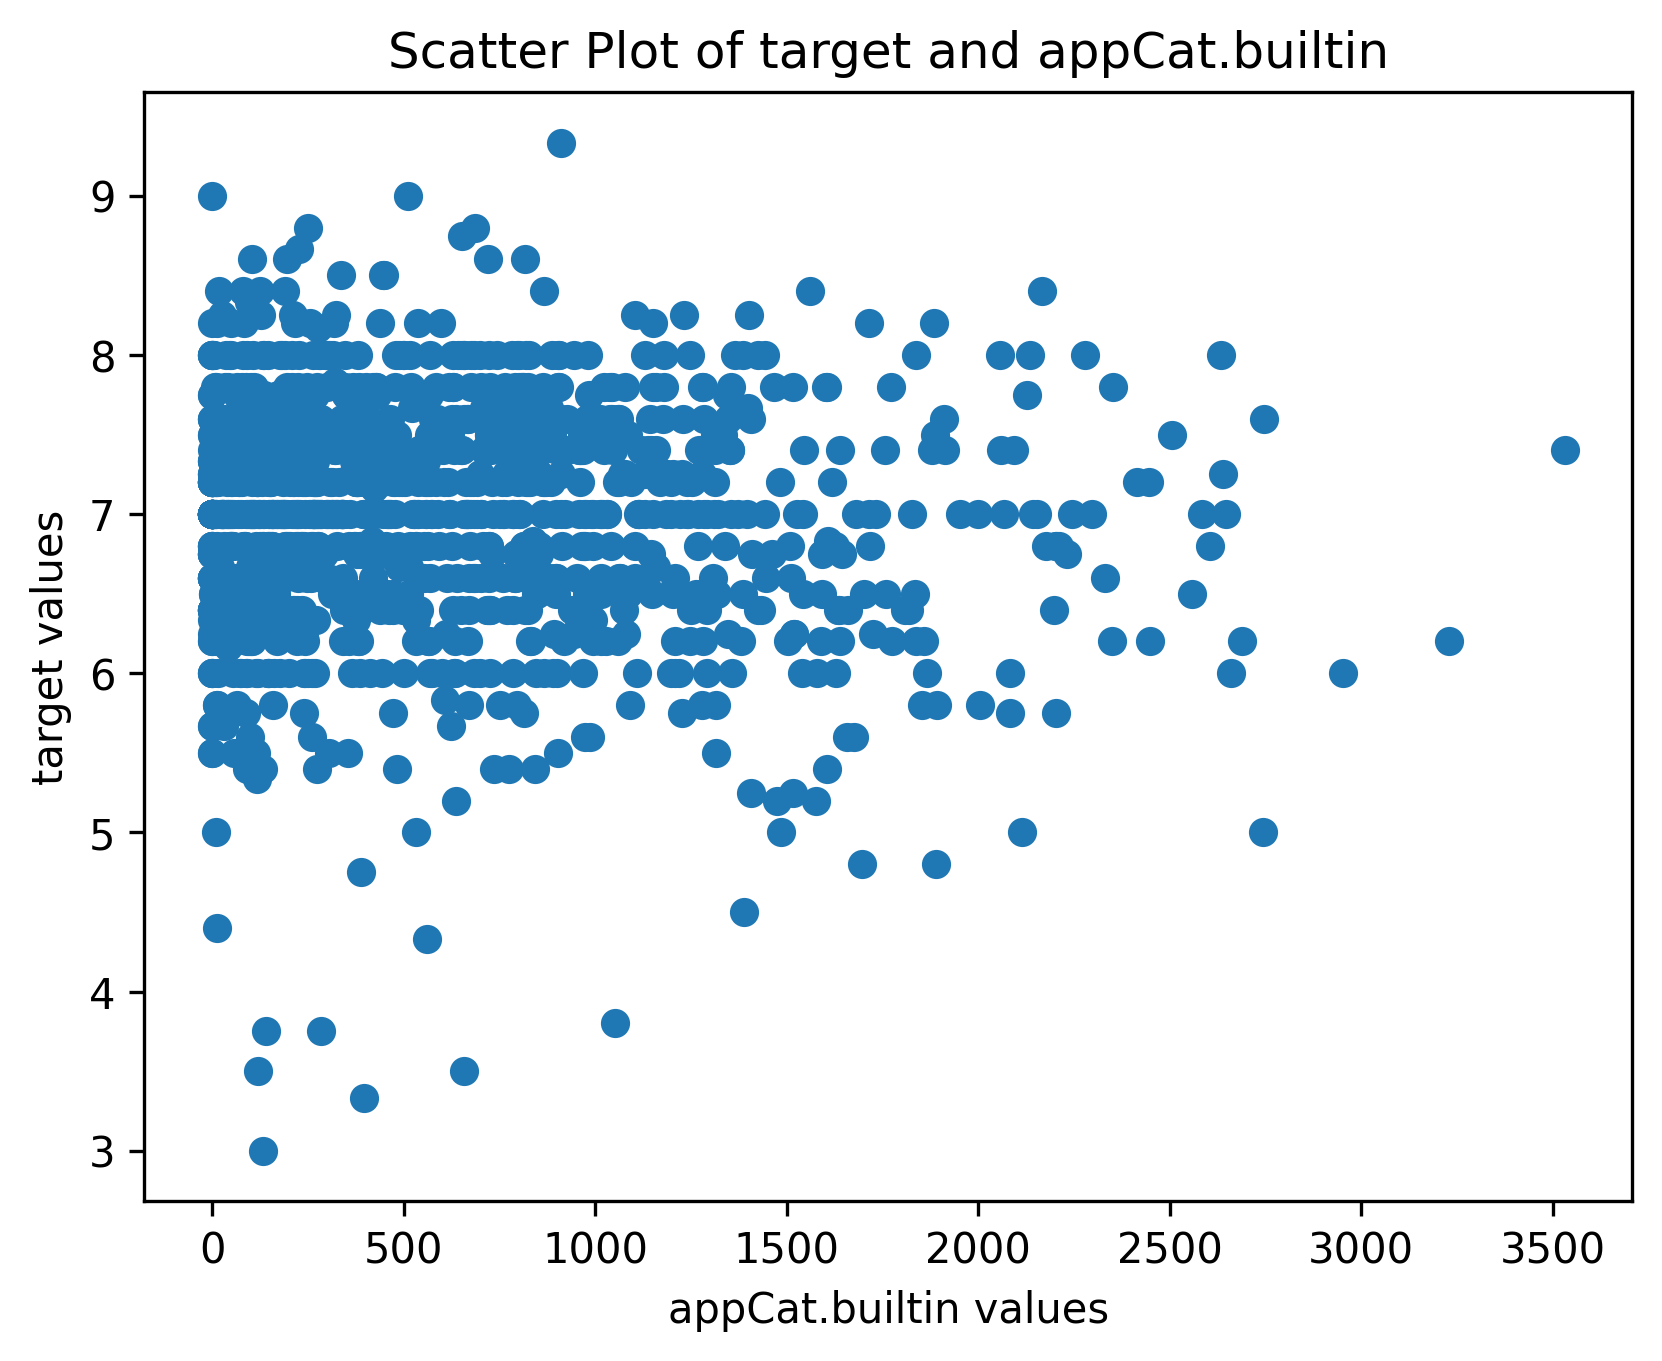 Scatter Plot of target and appCat.builtin
target values
9
8
7
6
5
4
3
0 500 1000 1500 2000 2500 3000 3500
appCat.builtin values